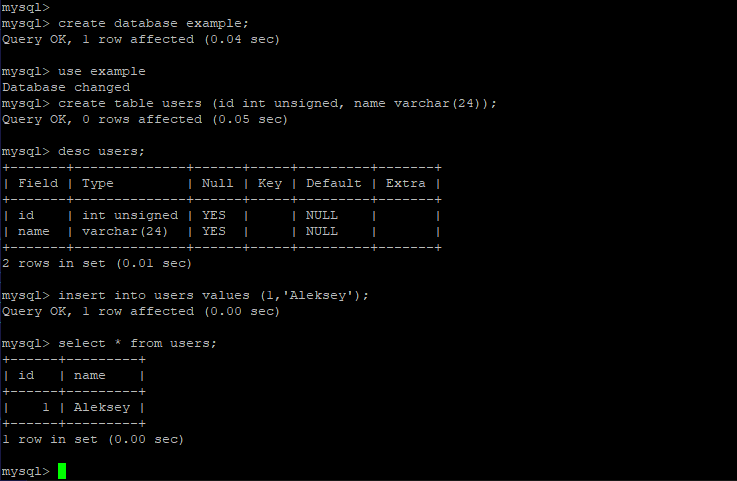 mysql>
mysql> create database example;
Query OK, 1 row affected (0.04 sec)
mysql> use example
Database changed
mysql> create table users (id int unsigned, name varchar(24));
Query OK, 0 rows affected (0.05 sec)
mysql> desc users;
+-------+--------------+------+-----+---------+-------+
| Field | Type         | Null | Key | Default | Extra |
+-------+--------------+------+-----+---------+-------+
| id    | int unsigned | YES  |     | NULL    |       |
| name  | varchar(24)  | YES  |     | NULL    |       |
+-------+--------------+------+-----+---------+-------+
2 rows in set (0.01 sec)
mysql> insert into users values (1,'Aleksey');
Query OK, 1 row affected (0.00 sec)
mysql> select * from users;
+------+---------+
| id   | name    |
+------+---------+
|    1 | Aleksey |
+------+---------+
1 row in set (0.00 sec)
mysql>